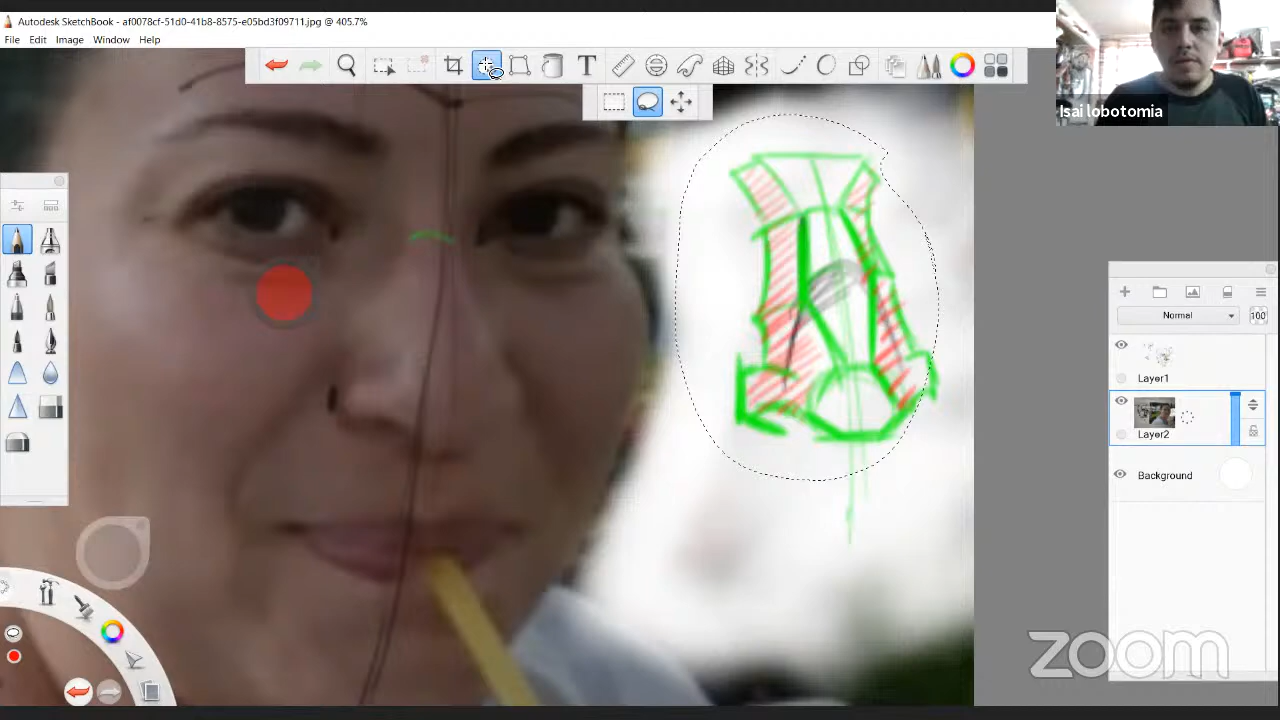 Autodesk SketchBook - af0078cf-51d0-41b8-8575-e05bd3f09711.jpg @ 405.7%
File Edit Image Window Help
T
Isai lobotomia
Normal
100
Layer1
Layer2
Background
zoom